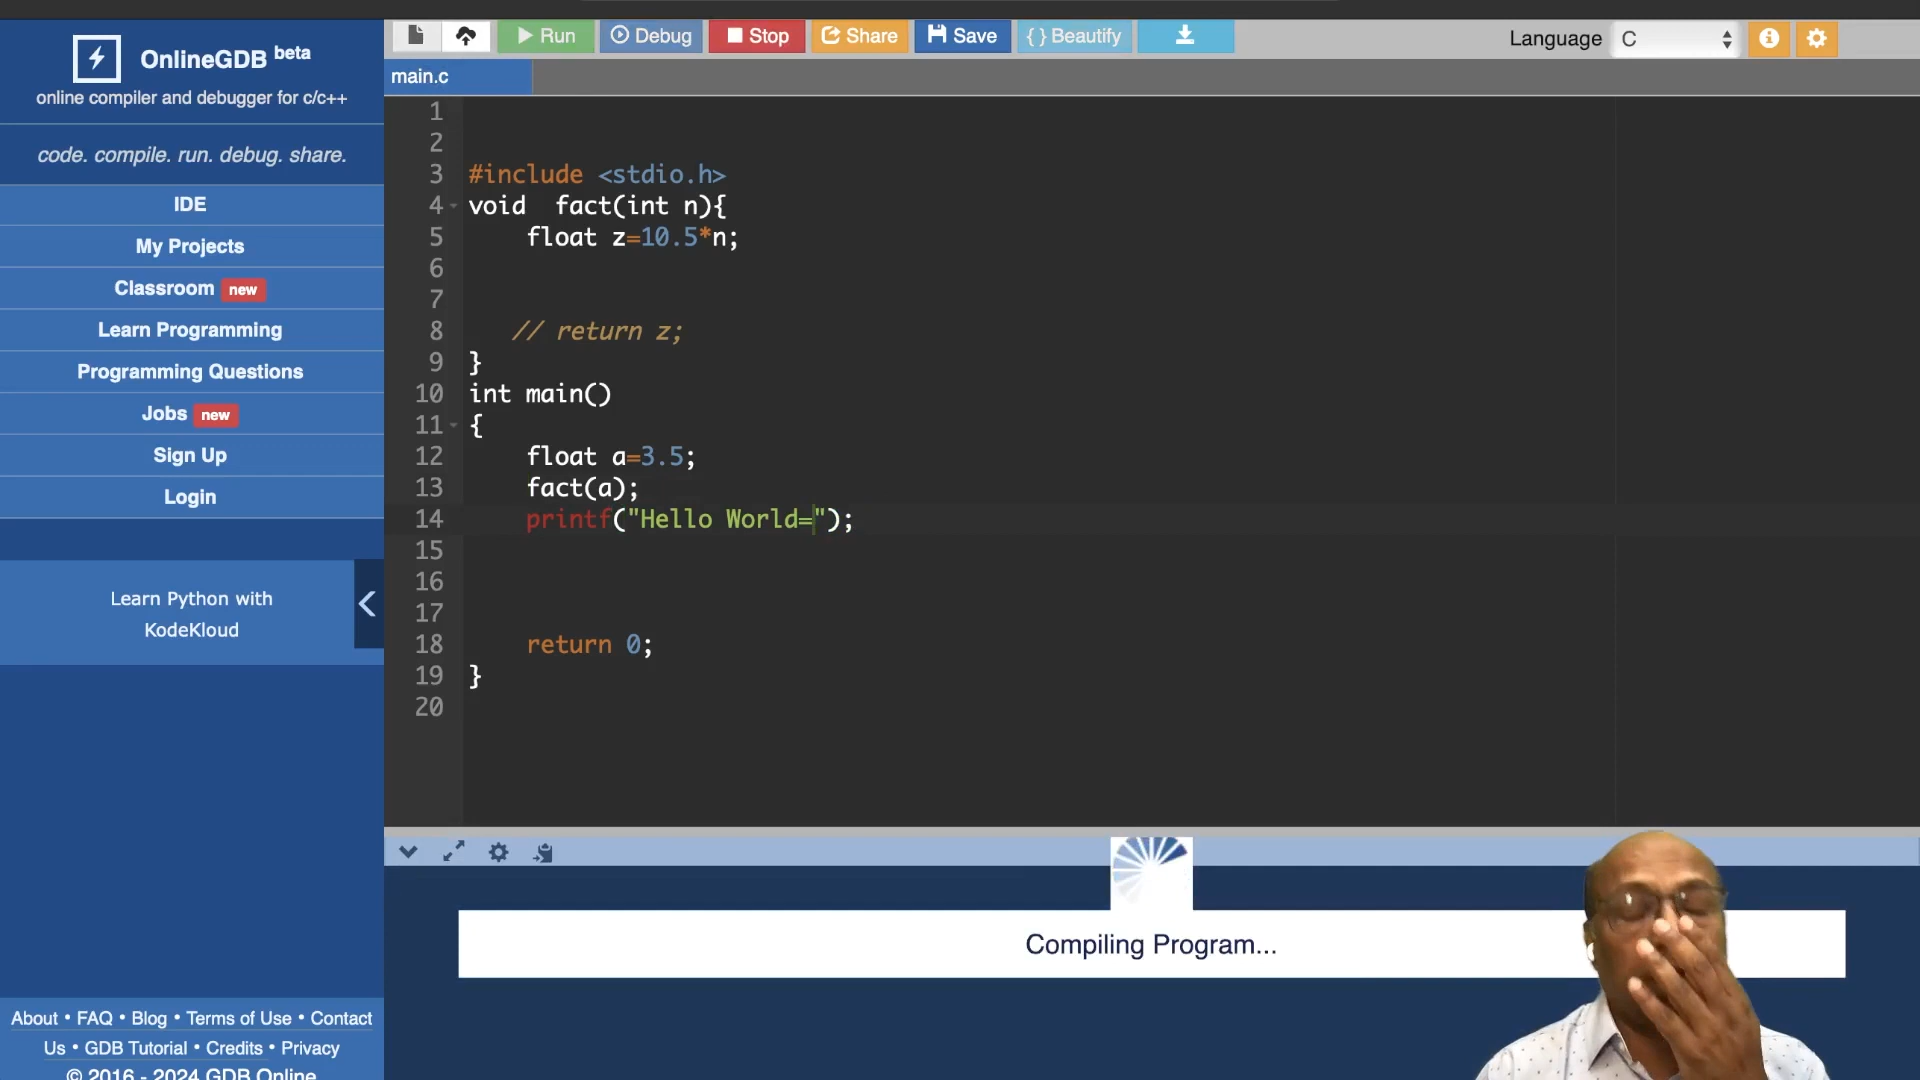 OnlineGDB beta
online compiler and debugger for c/c++
code. compile. run. debug. share.
IDE
My Projects
Classroom new
Learn Programming
Programming Questions
Jobs new
Sign Up
Login
Learn Python with
KodeKloud
About • FAQ • Blog • Terms of Use • Contact
Us • GDB Tutorial • Credits • Privacy
© 2016 - 2024 GDB Online
Run Debug Stop Share Save { } Beautify Language C
main.c
1
2
3 #include <stdio.h>
4 void  fact(int n){
5     float z=10.5*n;
6
7
8    // return z;
9 }
10 int main()
11 {
12     float a=3.5;
13     fact(a);
14     printf("Hello World=");
15
16
17
18     return 0;
19 }
20
Compiling Program...